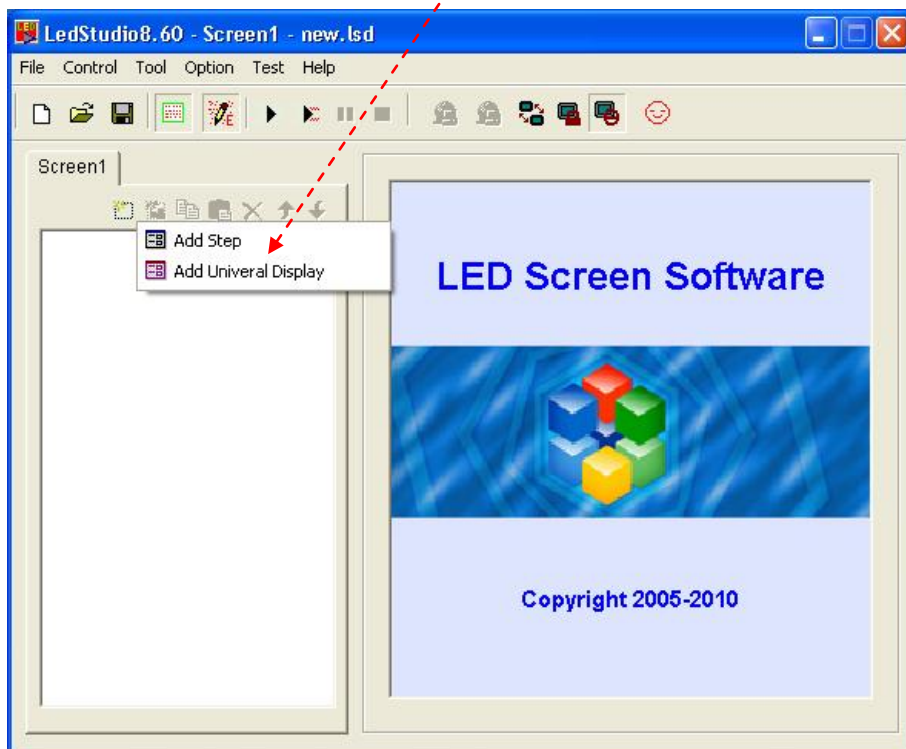 LedStudio8.60 - Screen1 - new.lsd
File Control Tool Option Test Help
Screen1
Add Step
Add Univeral Display
LED Screen Software
Copyright 2005-2010